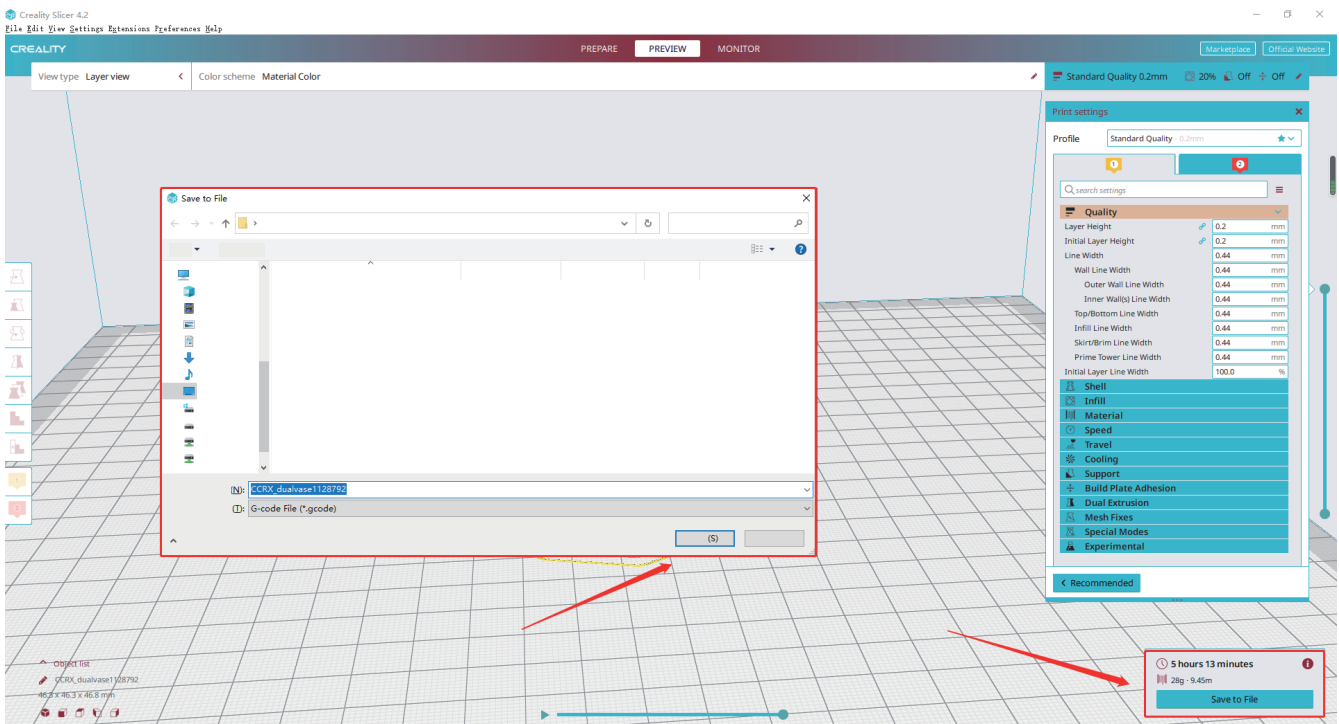 Creality Slicer 4.2
File Edit View Settings Extensions Preferences Help
CREALITY
PREPARE
PREVIEW
MONITOR
Marketplace
Official Website
View type Layer view
Color scheme Material Color
Standard Quality 0.2mm
20%
Off
Off
Print settings
Profile
Standard Quality 0.2mm
1
2
search settings
Quality
Layer Height 0.2 mm
Initial Layer Height 0.2 mm
Line Width 0.44 mm
Wall Line Width 0.44 mm
Outer Wall Line Width 0.44 mm
Inner Wall(s) Line Width 0.44 mm
Top/Bottom Line Width 0.44 mm
Infill Line Width 0.44 mm
Skirt/Brim Line Width 0.44 mm
Prime Tower Line Width 0.44 mm
Initial Layer Line Width 100.0 %
Shell
Infill
Material
Speed
Travel
Cooling
Support
Build Plate Adhesion
Dual Extrusion
Mesh Fixes
Special Modes
Experimental
Recommended
Save to File
(N): CCRX_dualvase1128792
(T): G-code File (*.gcode)
(S)
Object list
CCRX_dualvase1128792
46.3 x 46.3 x 46.8 mm
5 hours 13 minutes
28g · 9.45m
Save to File